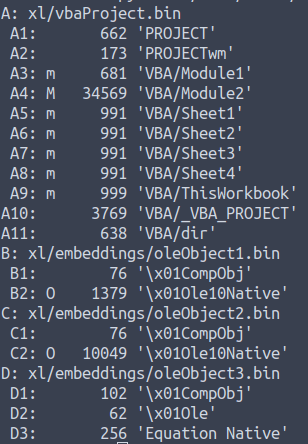 A: xl/vbaProject.bin
A1: 662 'PROJECT'
A2: 173 'PROJECTwm'
A3: m 681 'VBA/Module1'
A4: M 34569 'VBA/Module2'
A5: m 991 'VBA/Sheet1'
A6: m 991 'VBA/Sheet2'
A7: m 991 'VBA/Sheet3'
A8: m 991 'VBA/Sheet4'
A9: m 999 'VBA/ThisWorkbook'
A10: 3769 'VBA/_VBA_PROJECT'
A11: 638 'VBA/dir'
B: xl/embeddings/oleObject1.bin
B1: 76 '\x01CompObj'
B2: O 1379 '\x01Ole10Native'
C: xl/embeddings/oleObject2.bin
C1: 76 '\x01CompObj'
C2: O 10049 '\x01Ole10Native'
D: xl/embeddings/oleObject3.bin
D1: 102 '\x01CompObj'
D2: 62 '\x01Ole'
D3: 256 'Equation Native'